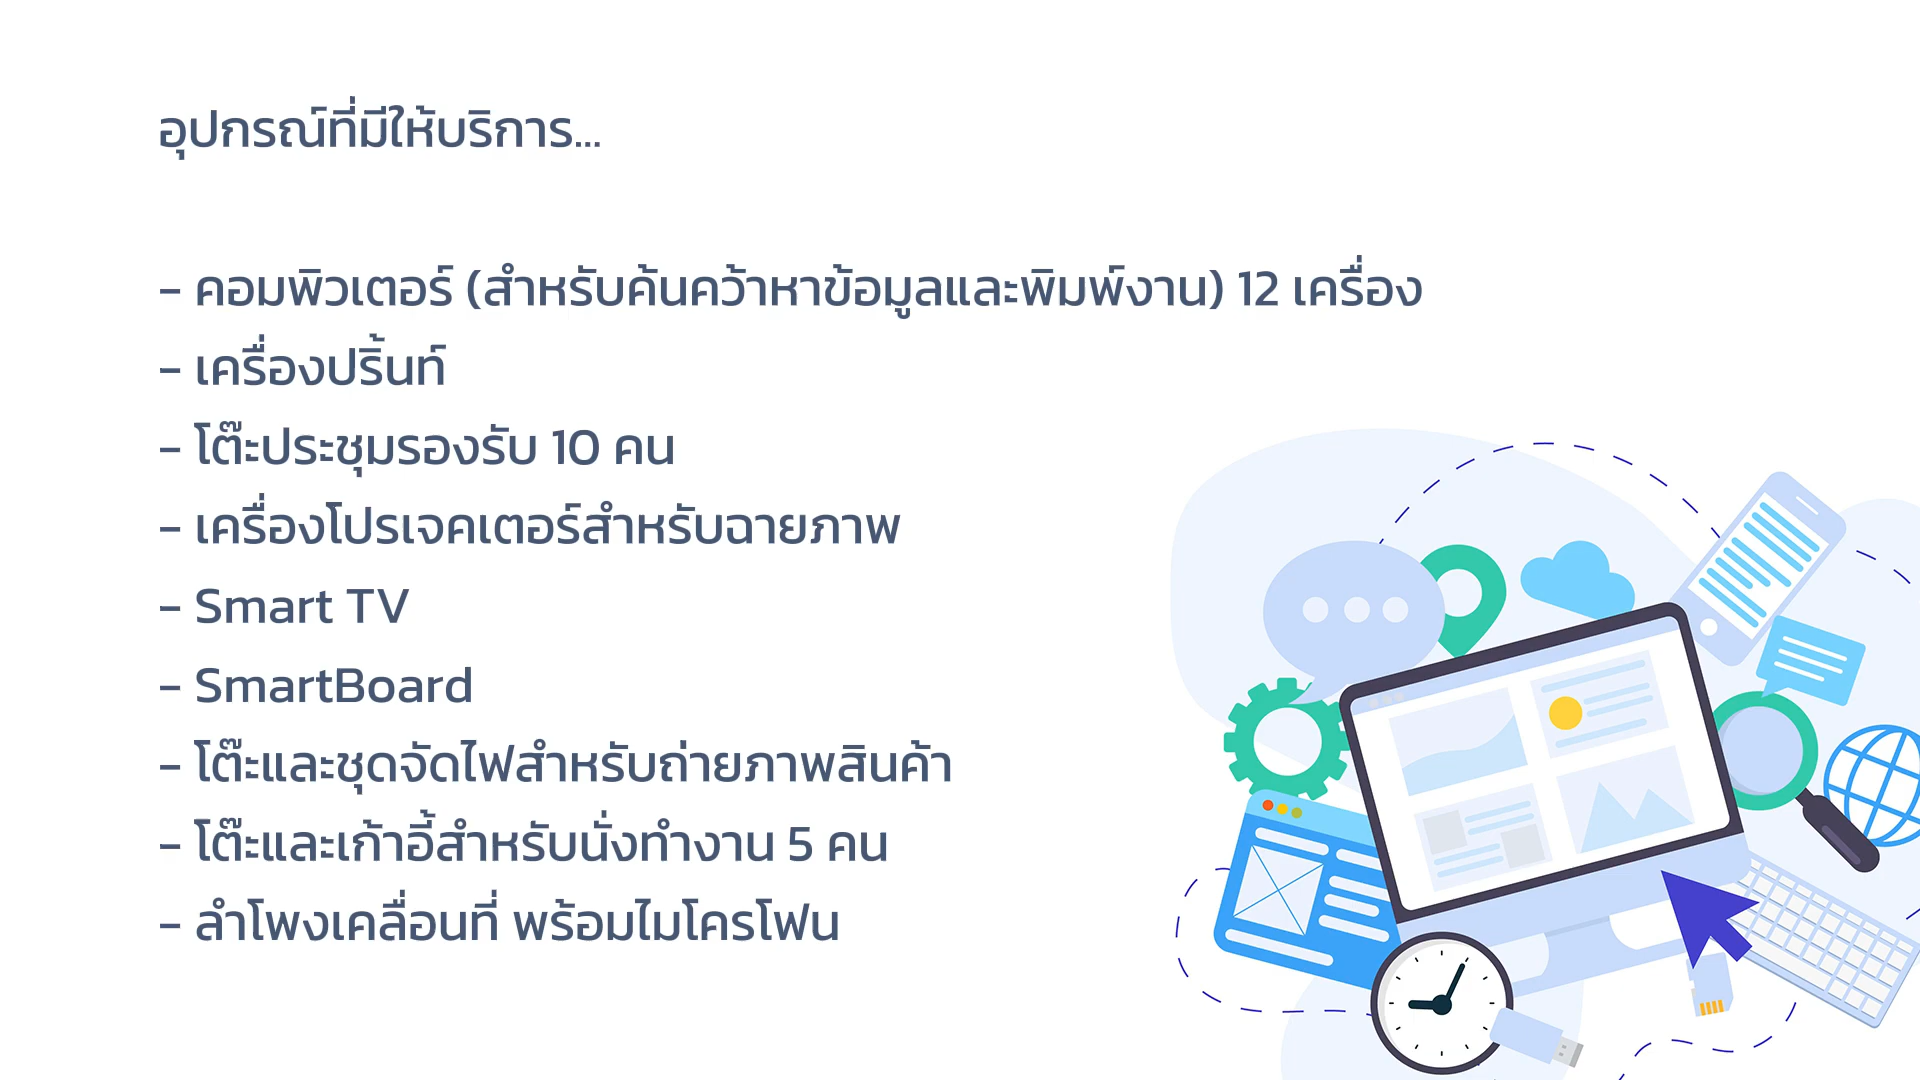 อุปกรณ์ที่มีให้บริการ...
- คอมพิวเตอร์ (สำหรับค้นคว้าหาข้อมูลและพิมพ์งาน) 12 เครื่อง
- เครื่องปริ้นท์
- โต๊ะประชุมรองรับ 10 คน
- เครื่องโปรเจคเตอร์สำหรับฉายภาพ
- Smart TV
- SmartBoard
- โต๊ะและชุดจัดไฟสำหรับถ่ายภาพสินค้า
- โต๊ะและเก้าอี้สำหรับนั่งทำงาน 5 คน
- ลำโพงเคลื่อนที่ พร้อมไมโครโฟน